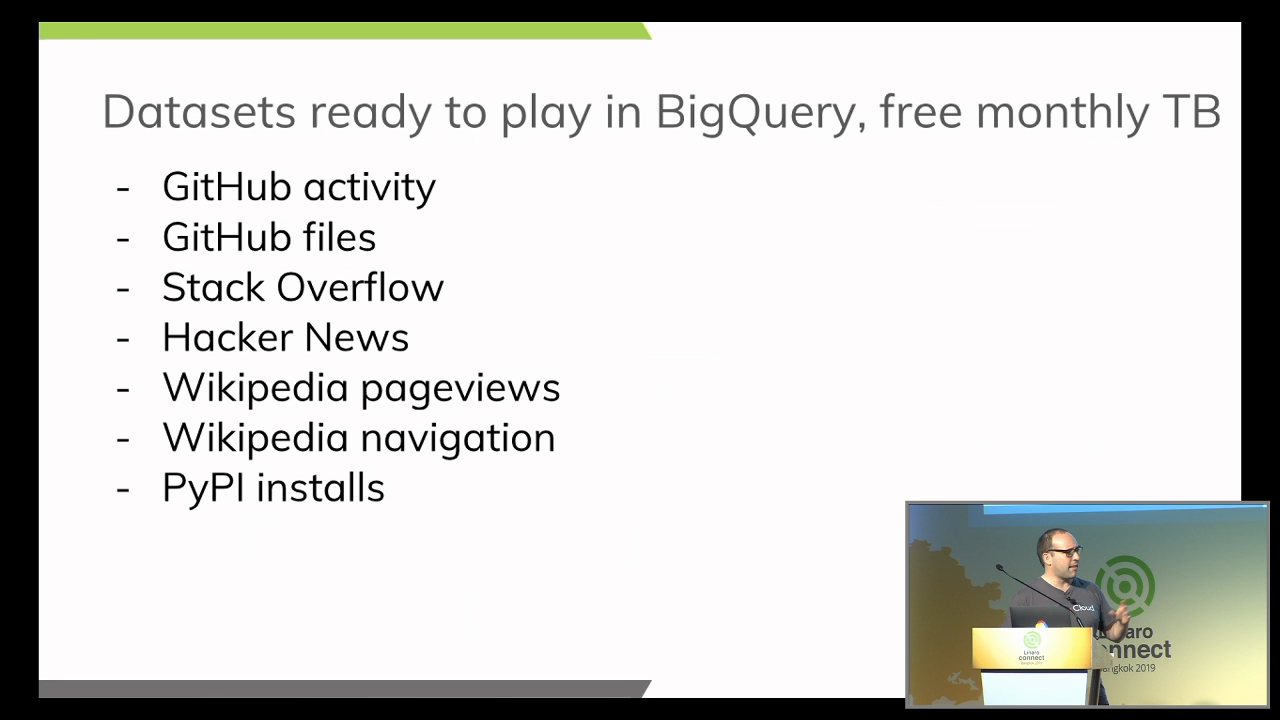 Datasets ready to play in BigQuery, free monthly TB
- GitHub activity
- GitHub files
- Stack Overflow
- Hacker News
- Wikipedia pageviews
- Wikipedia navigation
- PyPI installs
Cloud
Linaro
connect
Bangkok 2019